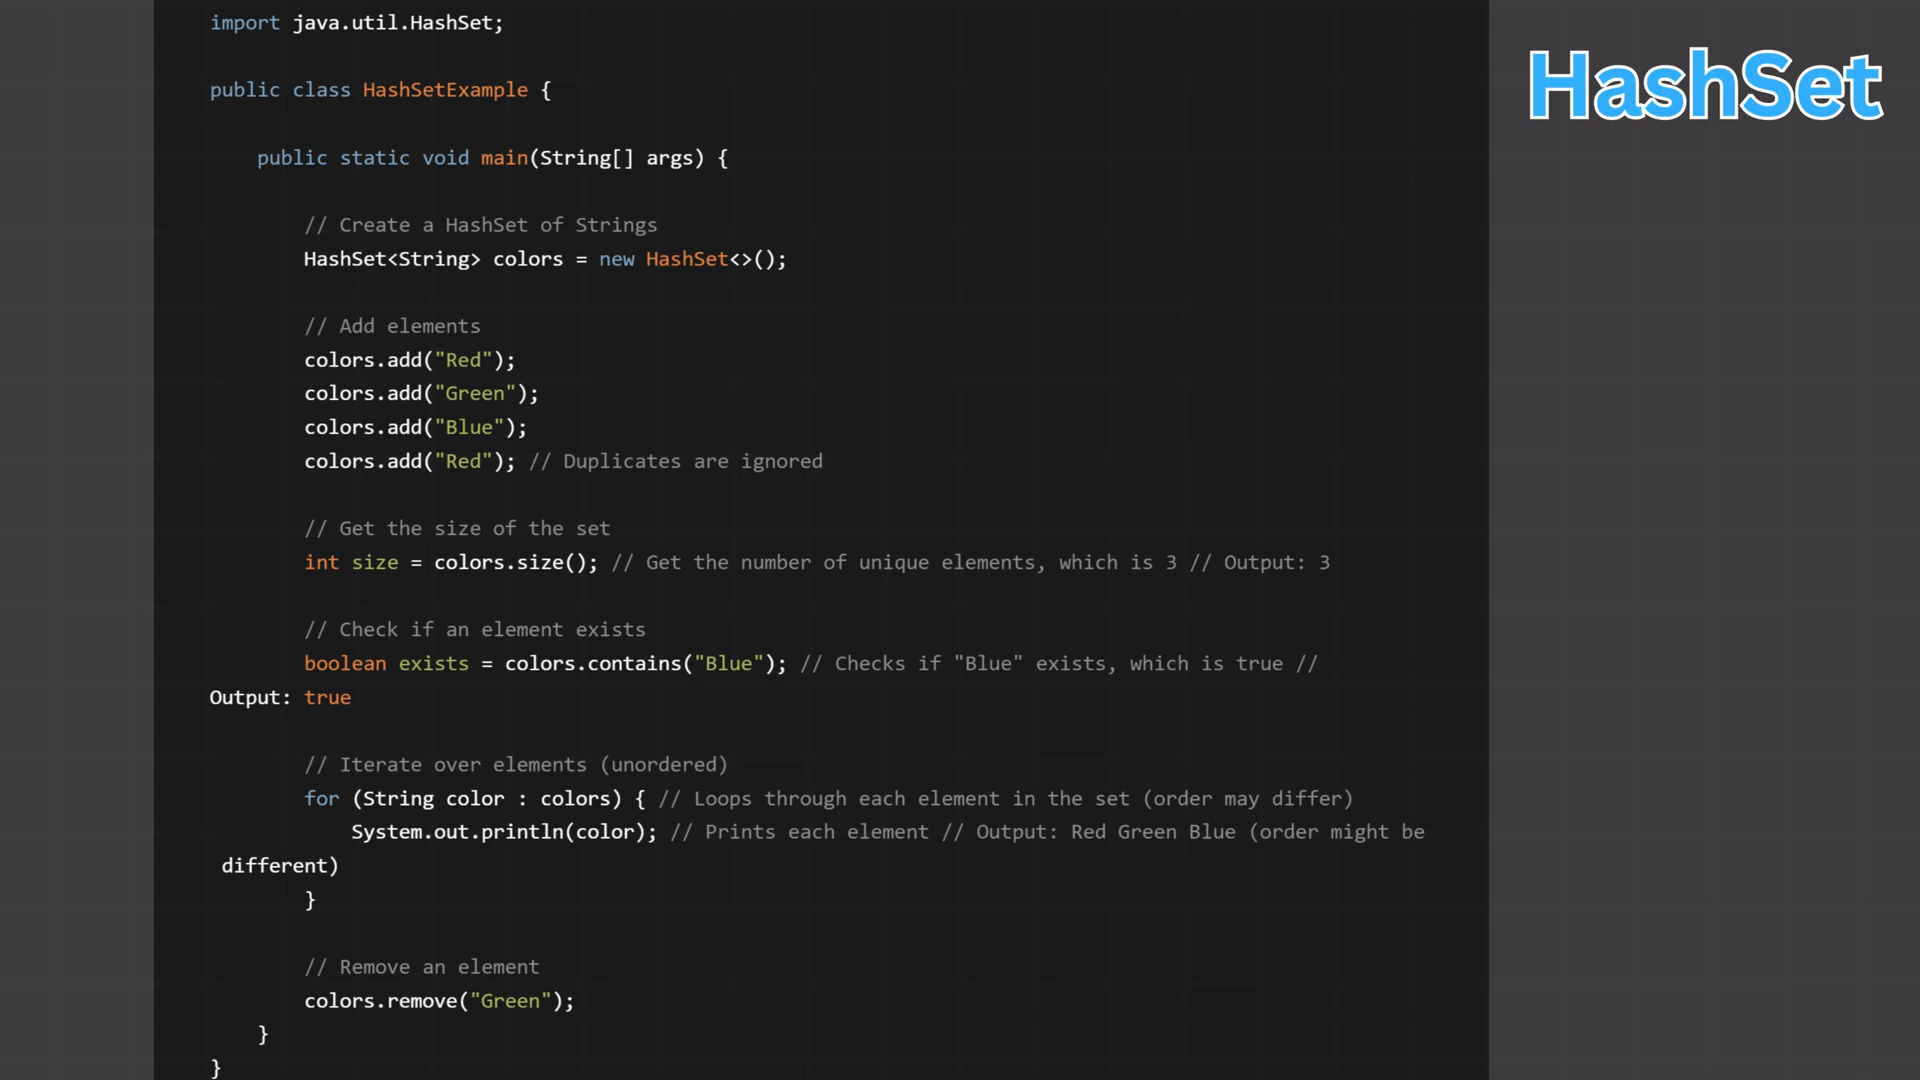 import java.util.HashSet;
HashSet
public class HashSetExample {
public static void main(String[] args) {
// Create a HashSet of Strings
HashSet<String> colors = new HashSet<>();
// Add elements
colors.add("Red");
colors.add("Green");
colors.add("Blue");
colors.add("Red"); // Duplicates are ignored
// Get the size of the set
int size = colors.size(); // Get the number of unique elements, which is 3 // Output: 3
// Check if an element exists
boolean exists = colors.contains("Blue"); // Checks if "Blue" exists, which is true //
Output: true
// Iterate over elements (unordered)
for (String color : colors) { // Loops through each element in the set (order may differ)
System.out.println(color); // Prints each element // Output: Red Green Blue (order might be
different)
}
// Remove an element
colors.remove("Green");
}
}